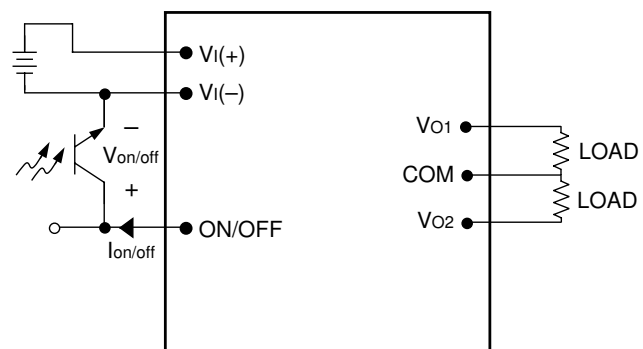 VI(+)
VI(–)
–
Von/off
+
ON/OFF
Ion/off
VO1
COM
VO2
LOAD
LOAD